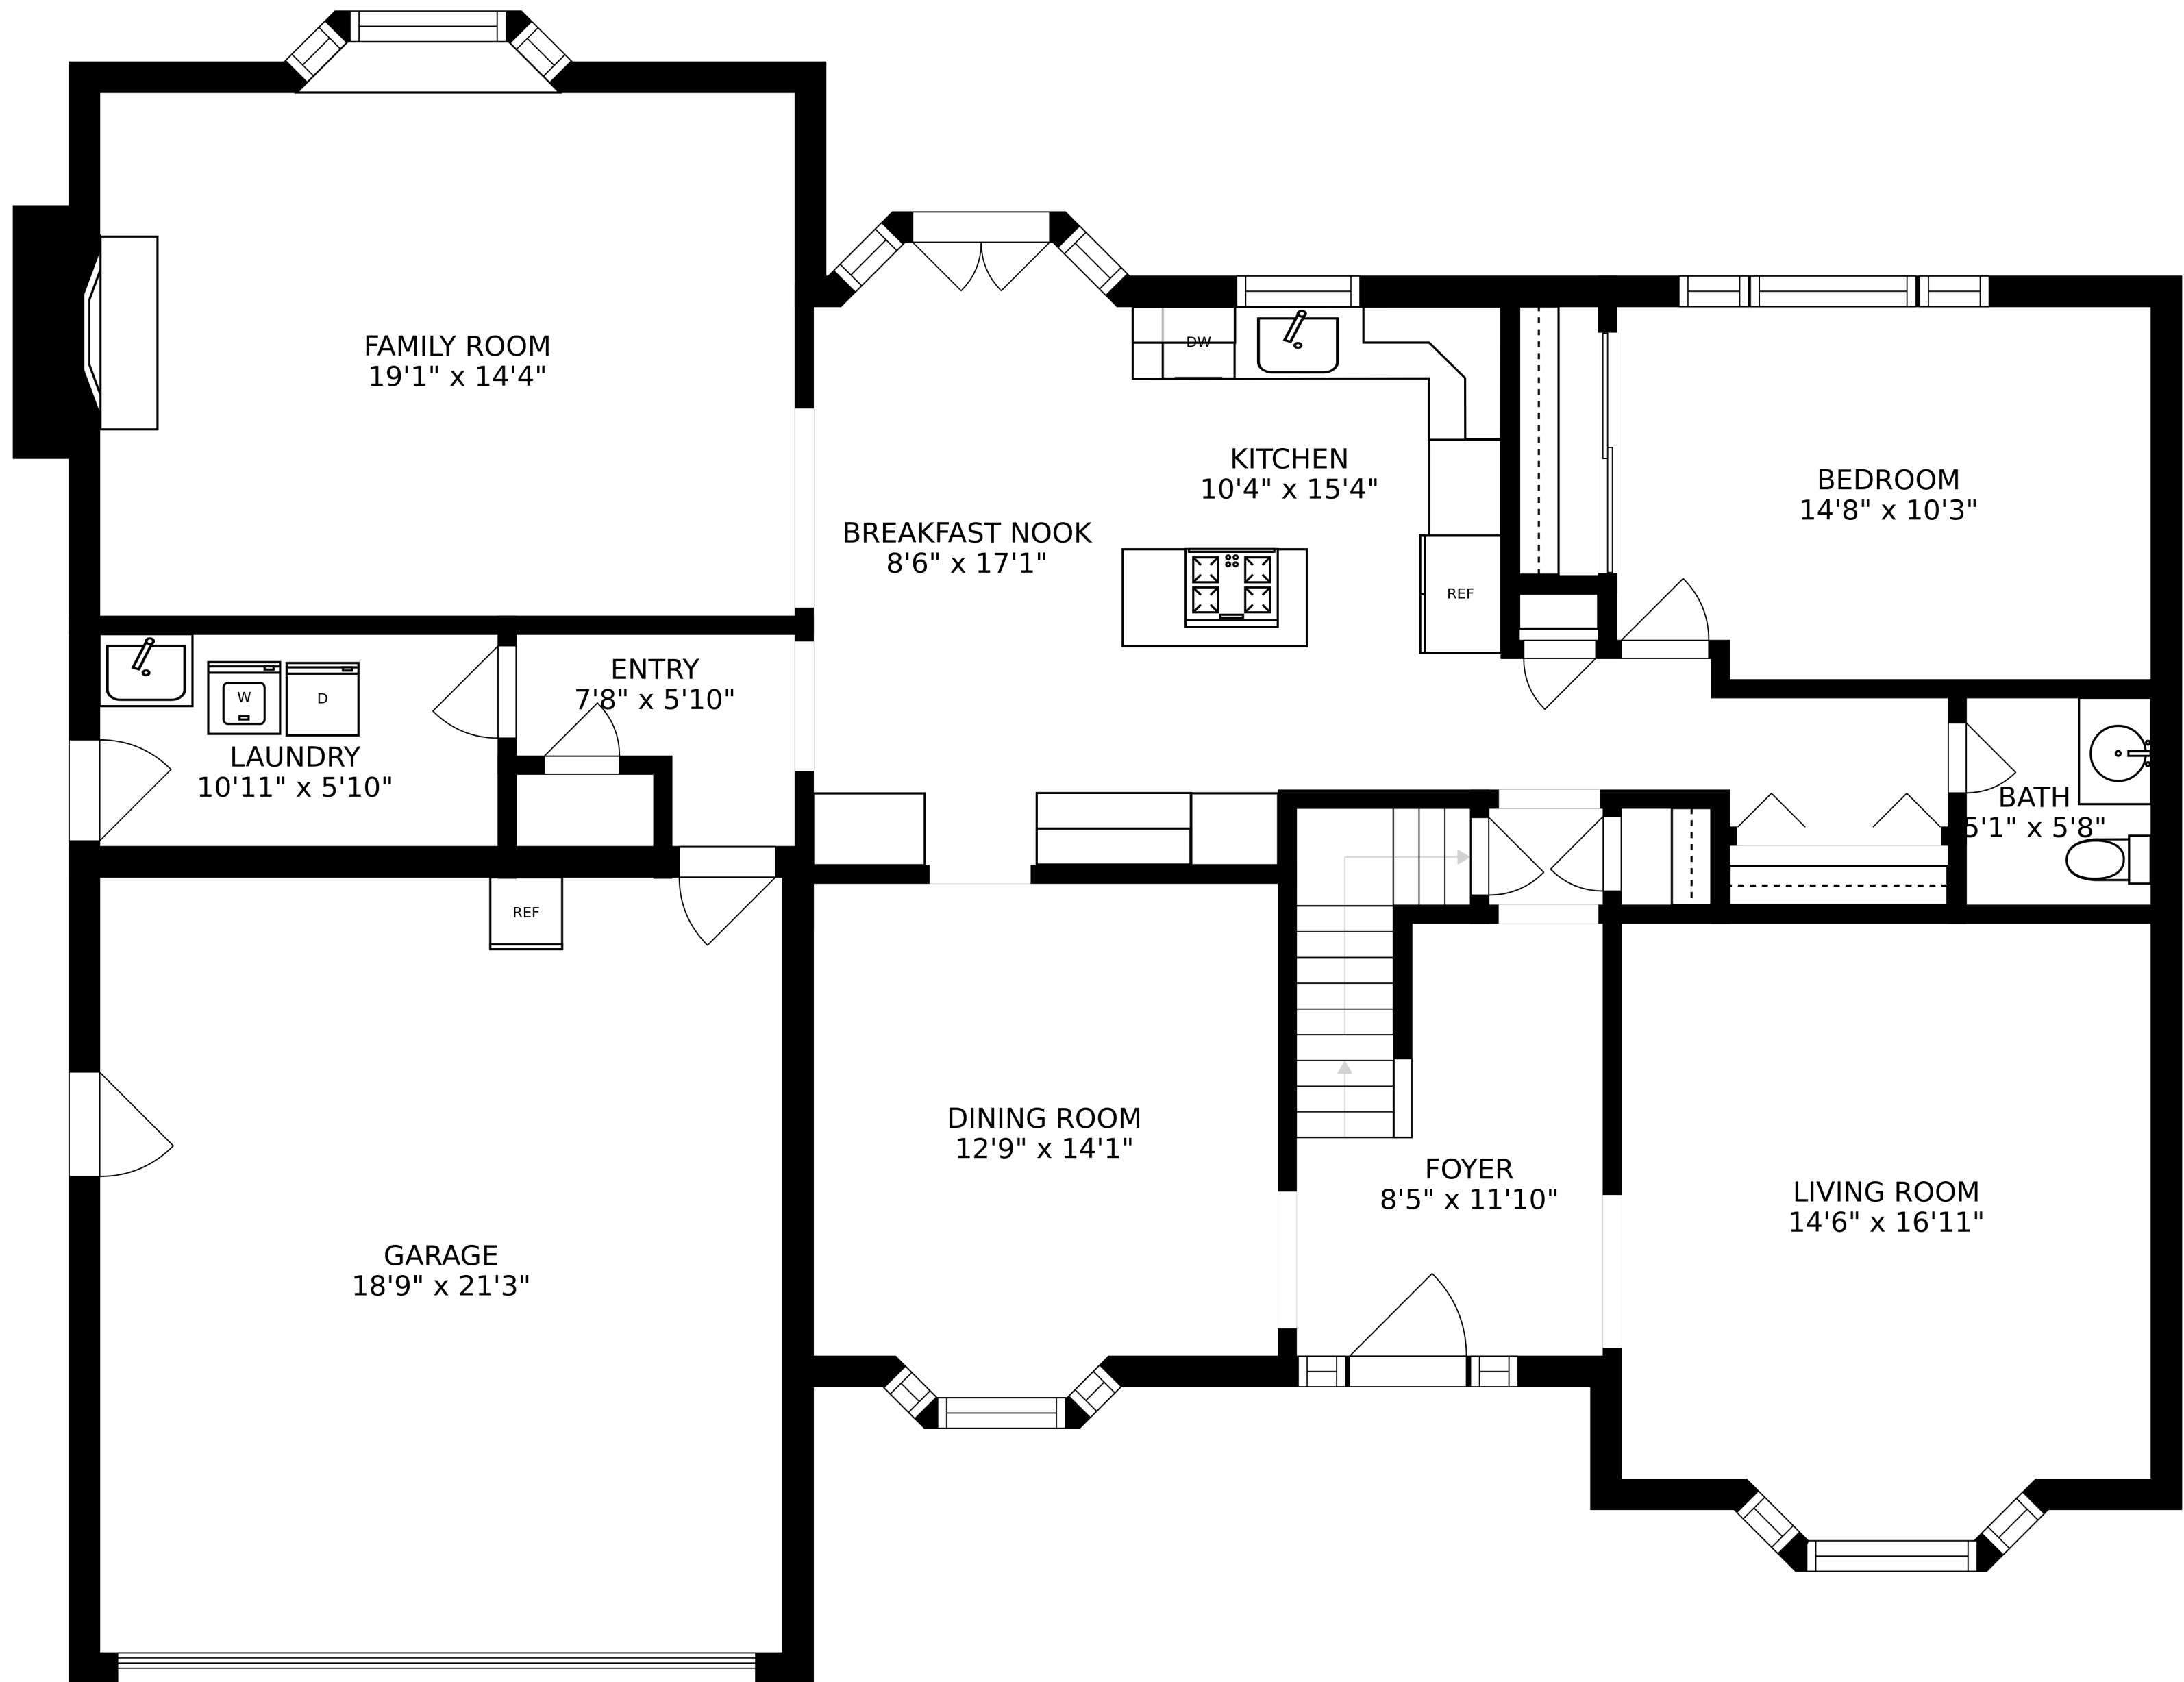 FAMILY ROOM
19'1" x 14'4"
DW
KITCHEN
10'4" x 15'4"
BEDROOM
14'8" x 10'3"
BREAKFAST NOOK
8'6" x 17'1"
REF
ENTRY
7'8" x 5'10"
W
D
LAUNDRY
10'11" x 5'10"
BATH
5'1" x 5'8"
REF
DINING ROOM
12'9" x 14'1"
FOYER
8'5" x 11'10"
LIVING ROOM
14'6" x 16'11"
GARAGE
18'9" x 21'3"